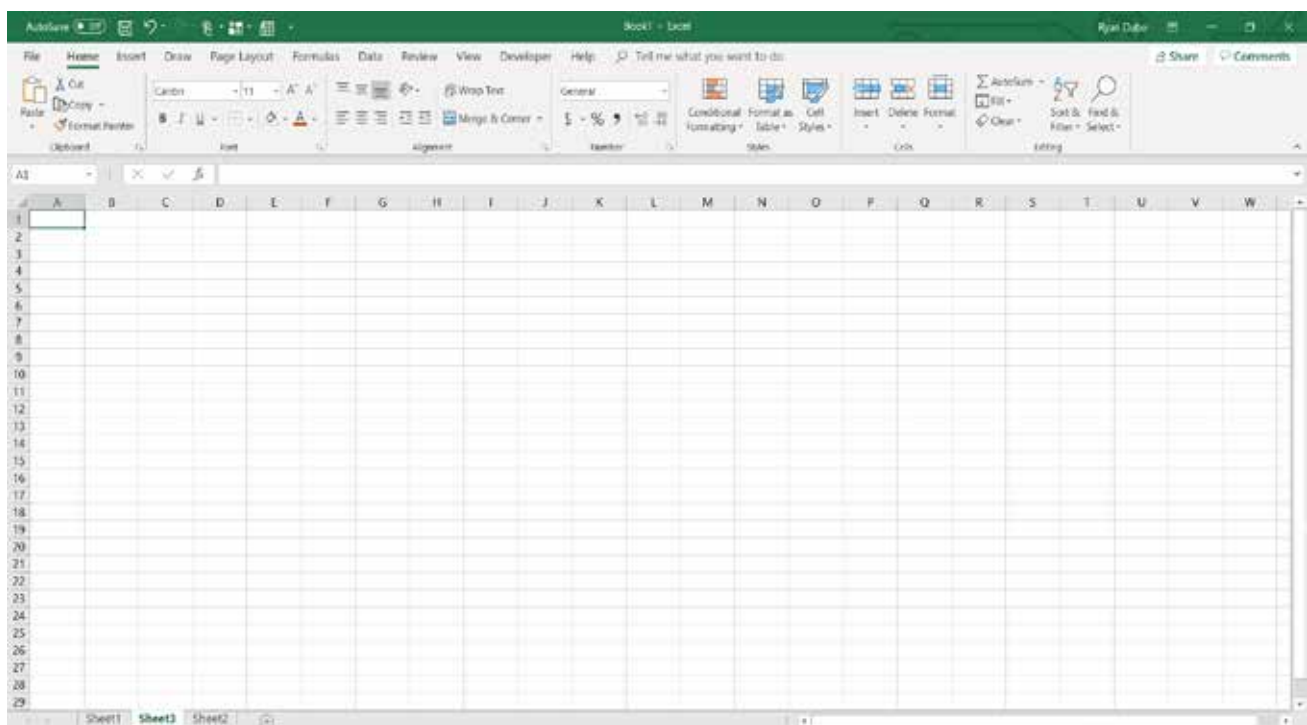 AutoSave Off Book1 - Excel Ryan Dube
File Home Insert Draw Page Layout Formulas Data Review View Developer Help Tell me what you want to do Share Comments
Paste Cut Copy Format Painter
Calibri 11 B I U A
Wrap Text
Merge & Center
General
$ % ,
Conditional Formatting Format as Table Cell Styles
Insert Delete Format
AutoSum
Fill
Clear
Sort & Filter Find & Select
Clipboard Font Alignment Number Styles Cells Editing
A1 fx
A B C D E F G H I J K L M N O P Q R S T U V W
1
2
3
4
5
6
7
8
9
10
11
12
13
14
15
16
17
18
19
20
21
22
23
24
25
26
27
28
29
Sheet1 Sheet3 Sheet2